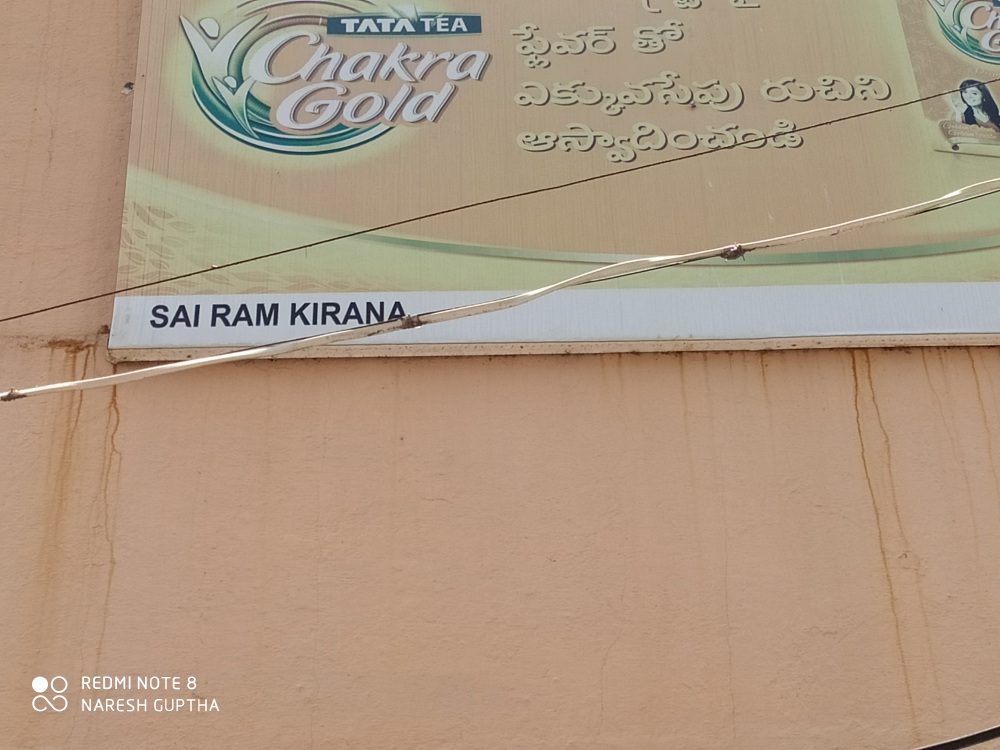 TATA TEA
Chakra
Gold
ఫ్లేవర్ తో
ఎక్కువసేపు రుచిని
ఆస్వాదించండి
SAI RAM KIRANA
REDMI NOTE 8
NARESH GUPTHA